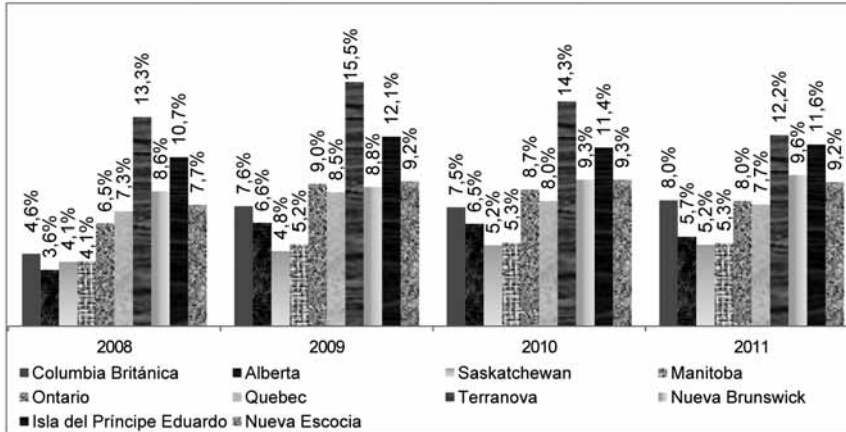 4,6% 3,6% 4,1% 4,1% 6,5% 7,3% 13,3% 8,6% 10,7% 7,7%
7,6% 6,6% 4,8% 5,2% 9,0% 8,5% 15,5% 8,8% 12,1% 9,2%
7,5% 6,5% 5,2% 5,3% 8,7% 8,0% 14,3% 9,3% 11,4% 9,3%
8,0% 5,7% 5,2% 5,3% 8,0% 7,7% 12,2% 9,6% 11,6% 9,2%
2008 2009 2010 2011
Columbia Británica Alberta Saskatchewan Manitoba
Ontario Quebec Terranova Nueva Brunswick
Isla del Príncipe Eduardo Nueva Escocia